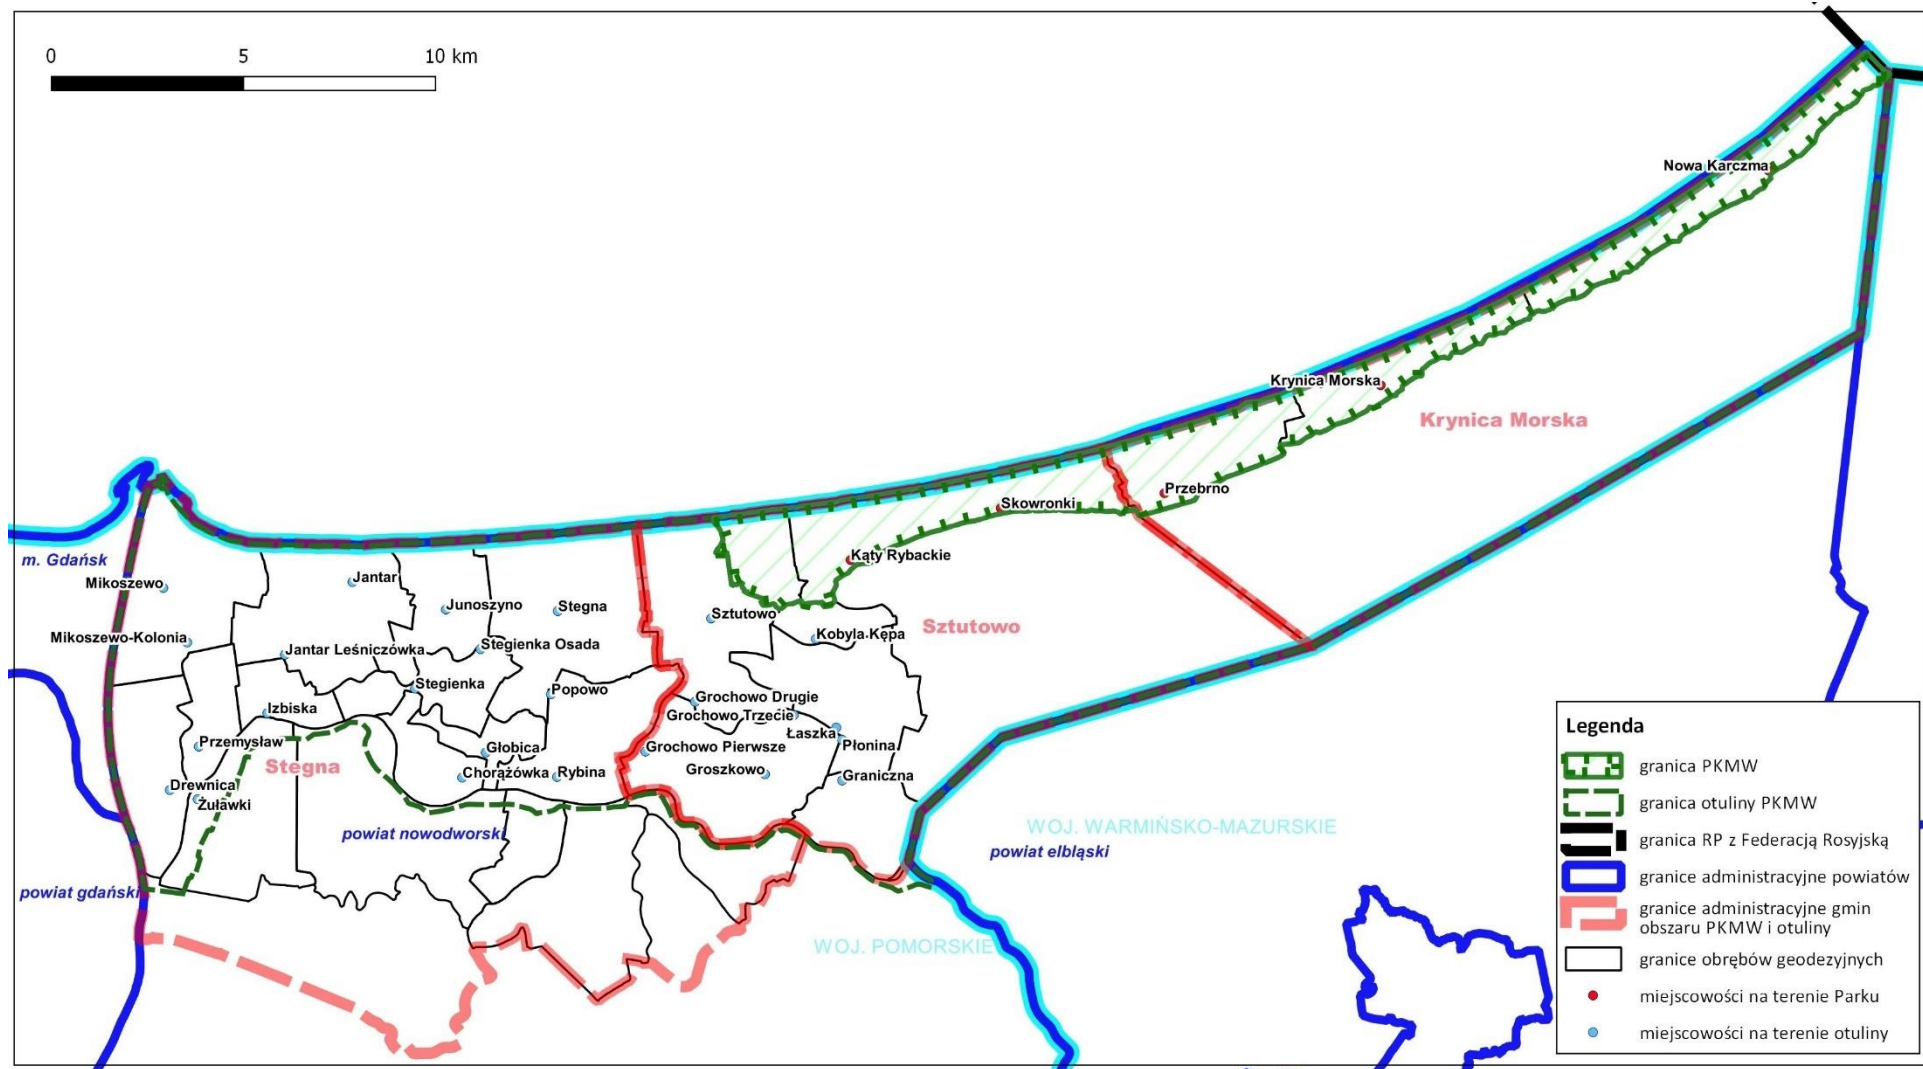 0 5 10 km
Nowa Karczma
Krynica Morska
Krynica Morska
Przebrno
Skowronki
Kąty Rybackie
m. Gdańsk
Mikoszewo
Jantar
Junoszyno
Stegna
Sztutowo
Sztutowo
Kobyla Kępa
Mikoszewo-Kolonia
Jantar Leśniczówka
Stegienka Osada
Stegienka
Popowo
Grochowo Drugie
Izbiska
Grochowo Trzecie
Łaszka
Przemysław
Głobica
Grochowo Pierwsze
Płonina
Stegna
Chorążówka
Rybina
Groszkowo
Graniczna
Drewnica
Żuławki
powiat nowodworski
WOJ. WARMIŃSKO-MAZURSKIE
powiat elbląski
powiat gdański
WOJ. POMORSKIE
Legenda
granica PKMW
granica otuliny PKMW
granica RP z Federacją Rosyjską
granice administracyjne powiatów
granice administracyjne gmin
obszaru PKMW i otuliny
granice obrębów geodezyjnych
miejscowości na terenie Parku
miejscowości na terenie otuliny